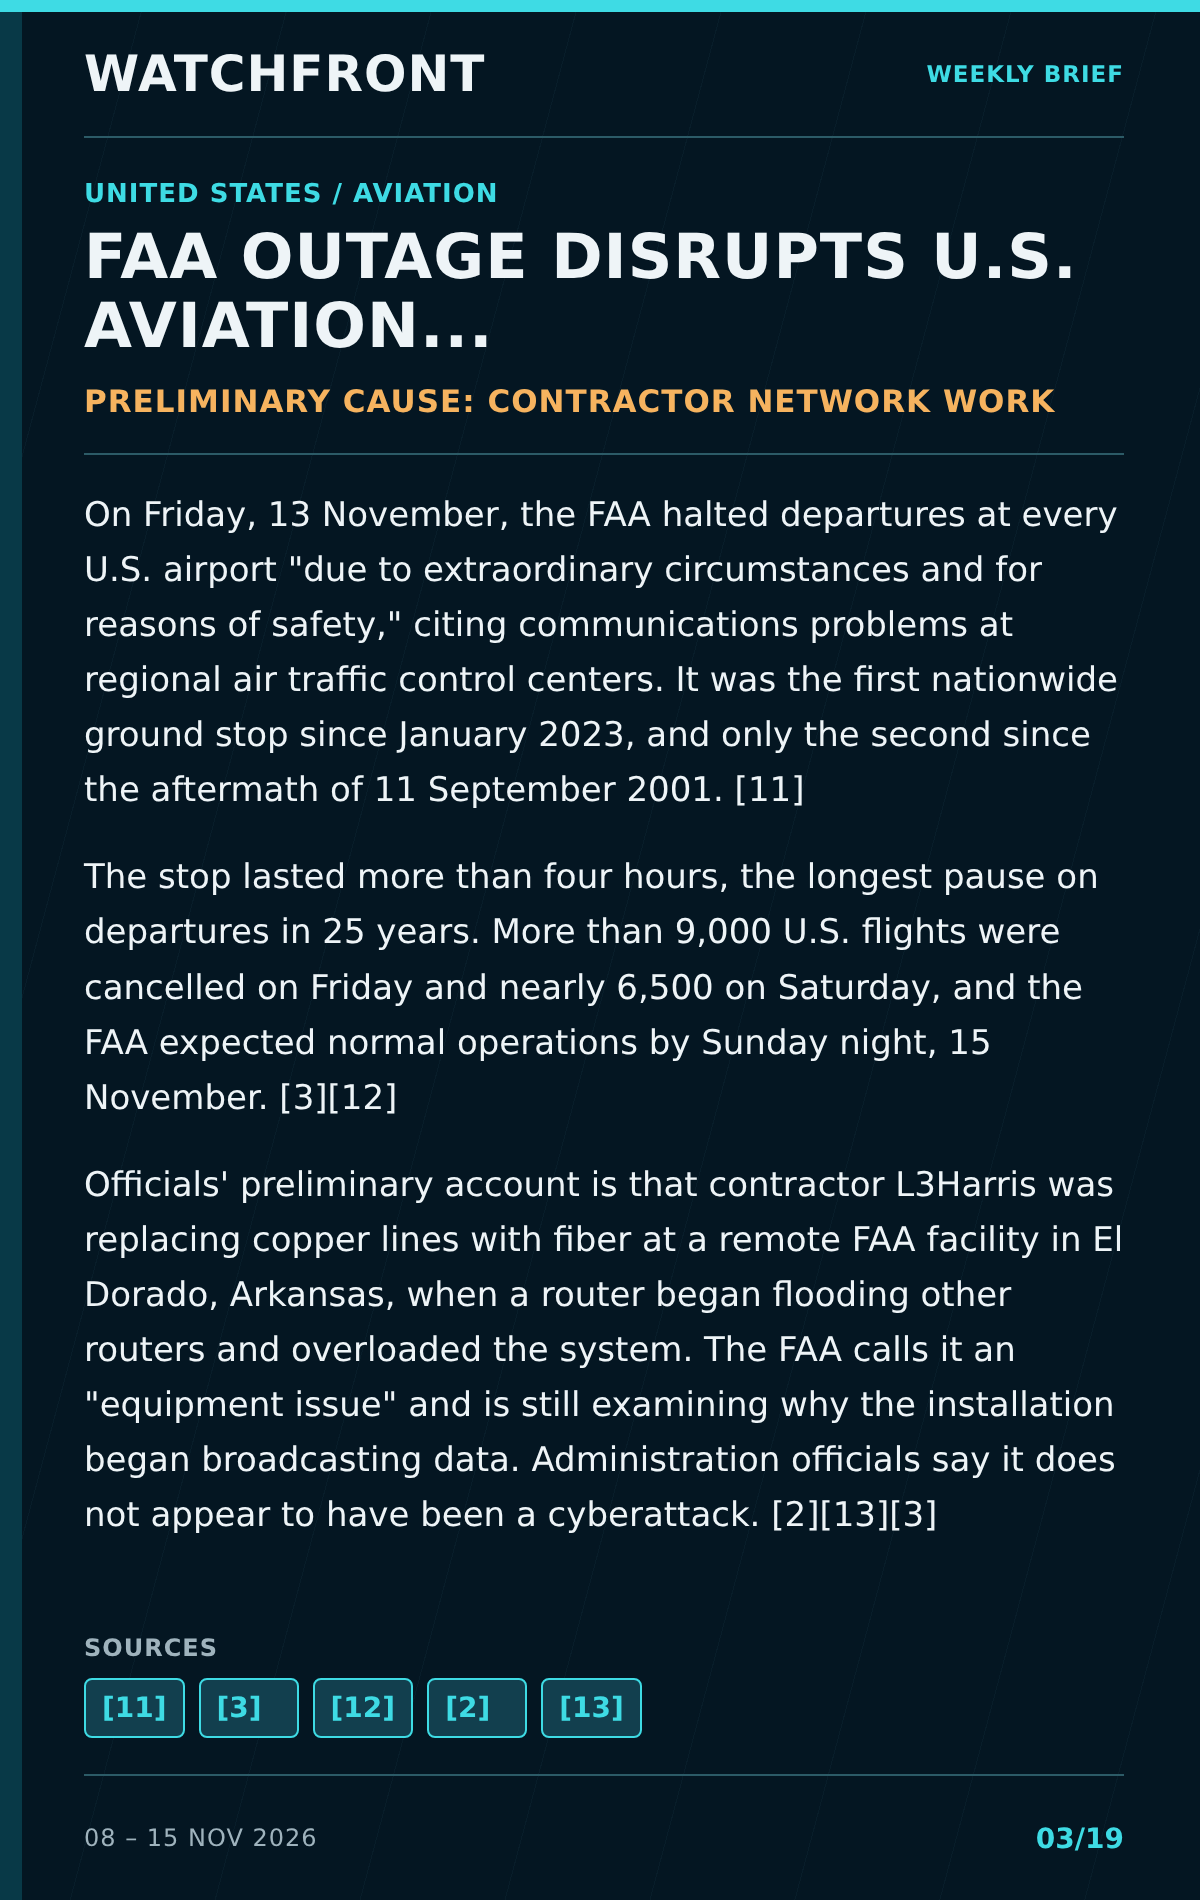 WATCHFRONT
WEEKLY BRIEF
UNITED STATES / AVIATION
FAA OUTAGE DISRUPTS U.S.
AVIATION...
PRELIMINARY CAUSE: CONTRACTOR NETWORK WORK
On Friday, 13 November, the FAA halted departures at every
U.S. airport "due to extraordinary circumstances and for
reasons of safety," citing communications problems at
regional air traffic control centers. It was the first nationwide
ground stop since January 2023, and only the second since
the aftermath of 11 September 2001. [11]
The stop lasted more than four hours, the longest pause on
departures in 25 years. More than 9,000 U.S. flights were
cancelled on Friday and nearly 6,500 on Saturday, and the
FAA expected normal operations by Sunday night, 15
November. [3][12]
Officials' preliminary account is that contractor L3Harris was
replacing copper lines with fiber at a remote FAA facility in El
Dorado, Arkansas, when a router began flooding other
routers and overloaded the system. The FAA calls it an
"equipment issue" and is still examining why the installation
began broadcasting data. Administration officials say it does
not appear to have been a cyberattack. [2][13][3]
SOURCES
[11] [3] [12] [2] [13]
08 – 15 NOV 2026
03/19